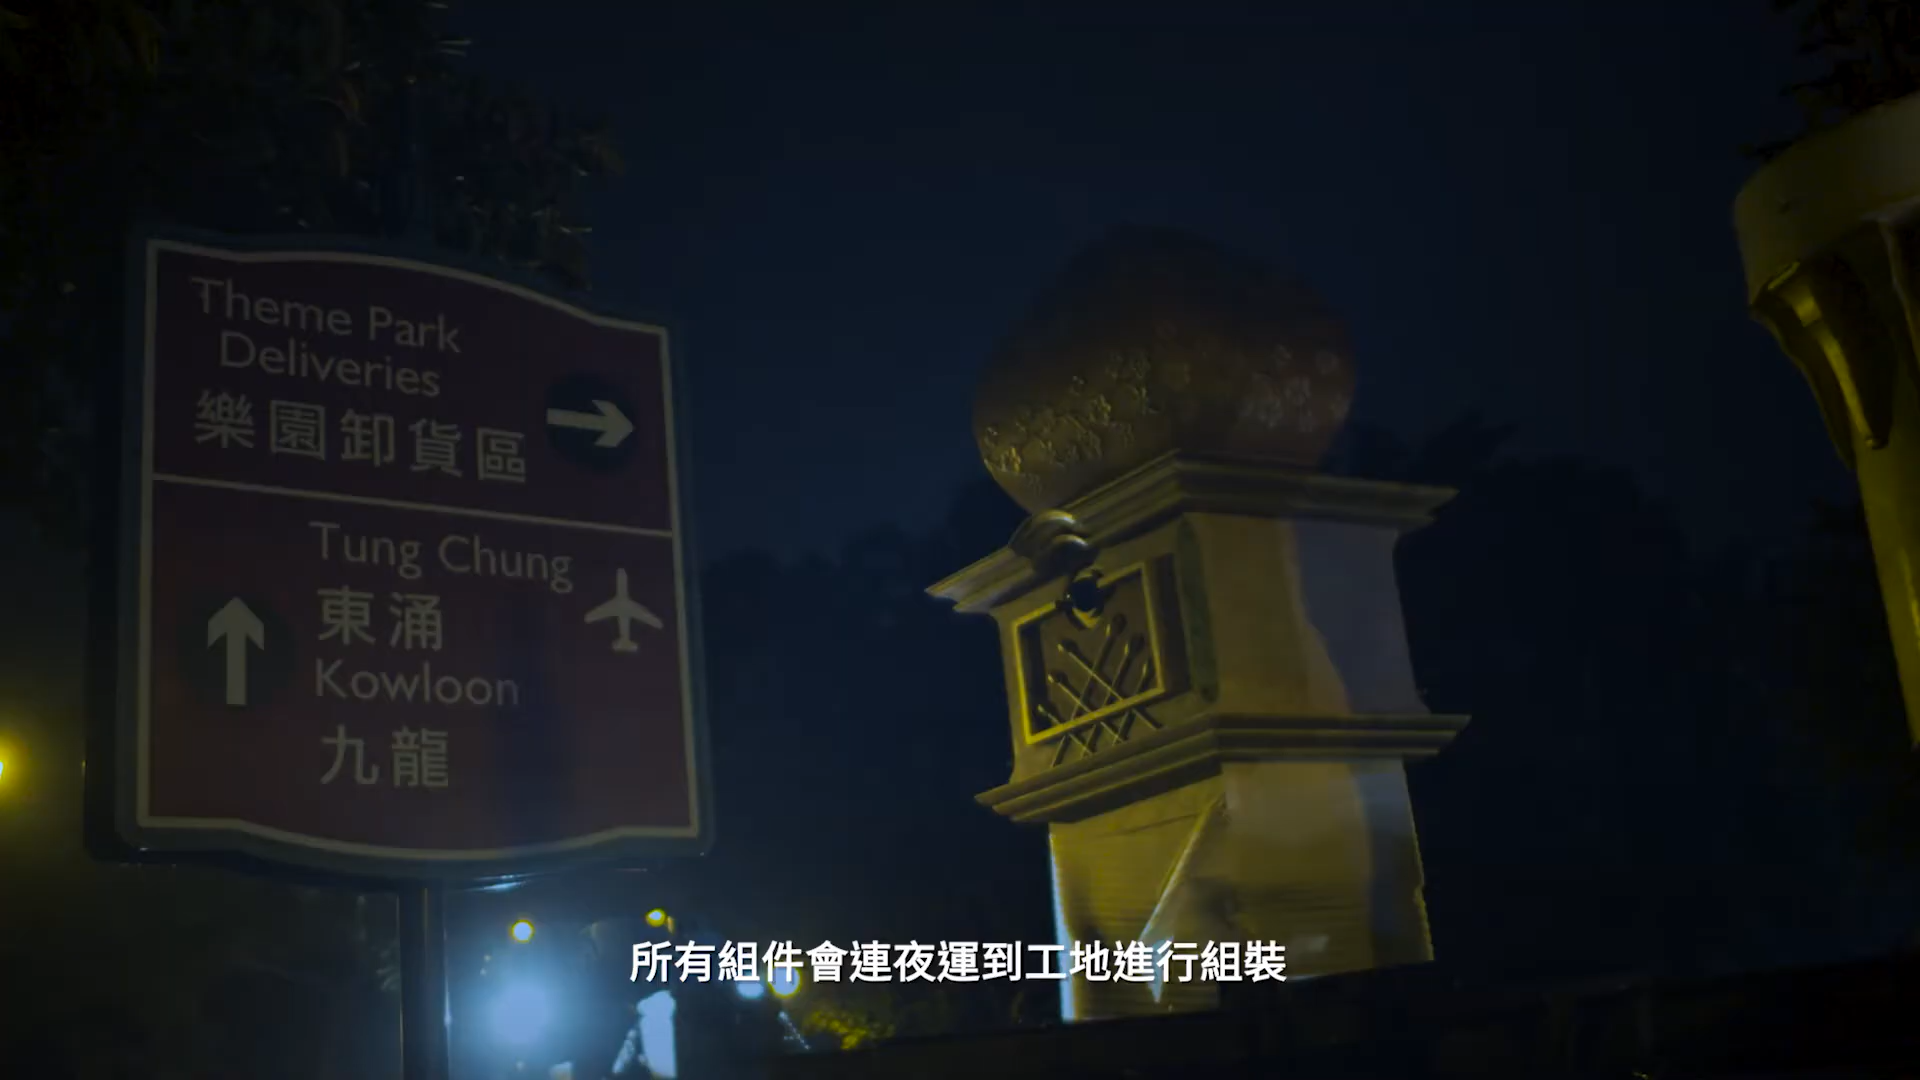 Theme Park
Deliveries
樂園卸貨區
Tung Chung
東涌
Kowloon
九龍
所有組件會連夜運到工地進行組裝